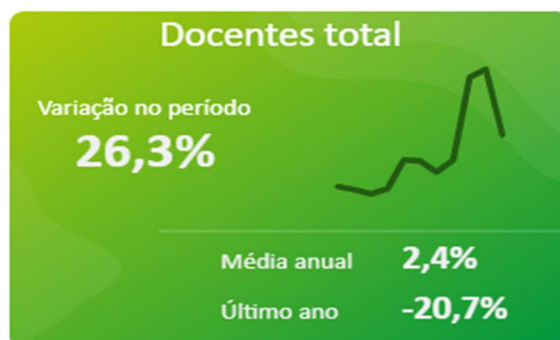 Docentes total
Variação no período
26,3%
Média anual 2,4%
Último ano -20,7%